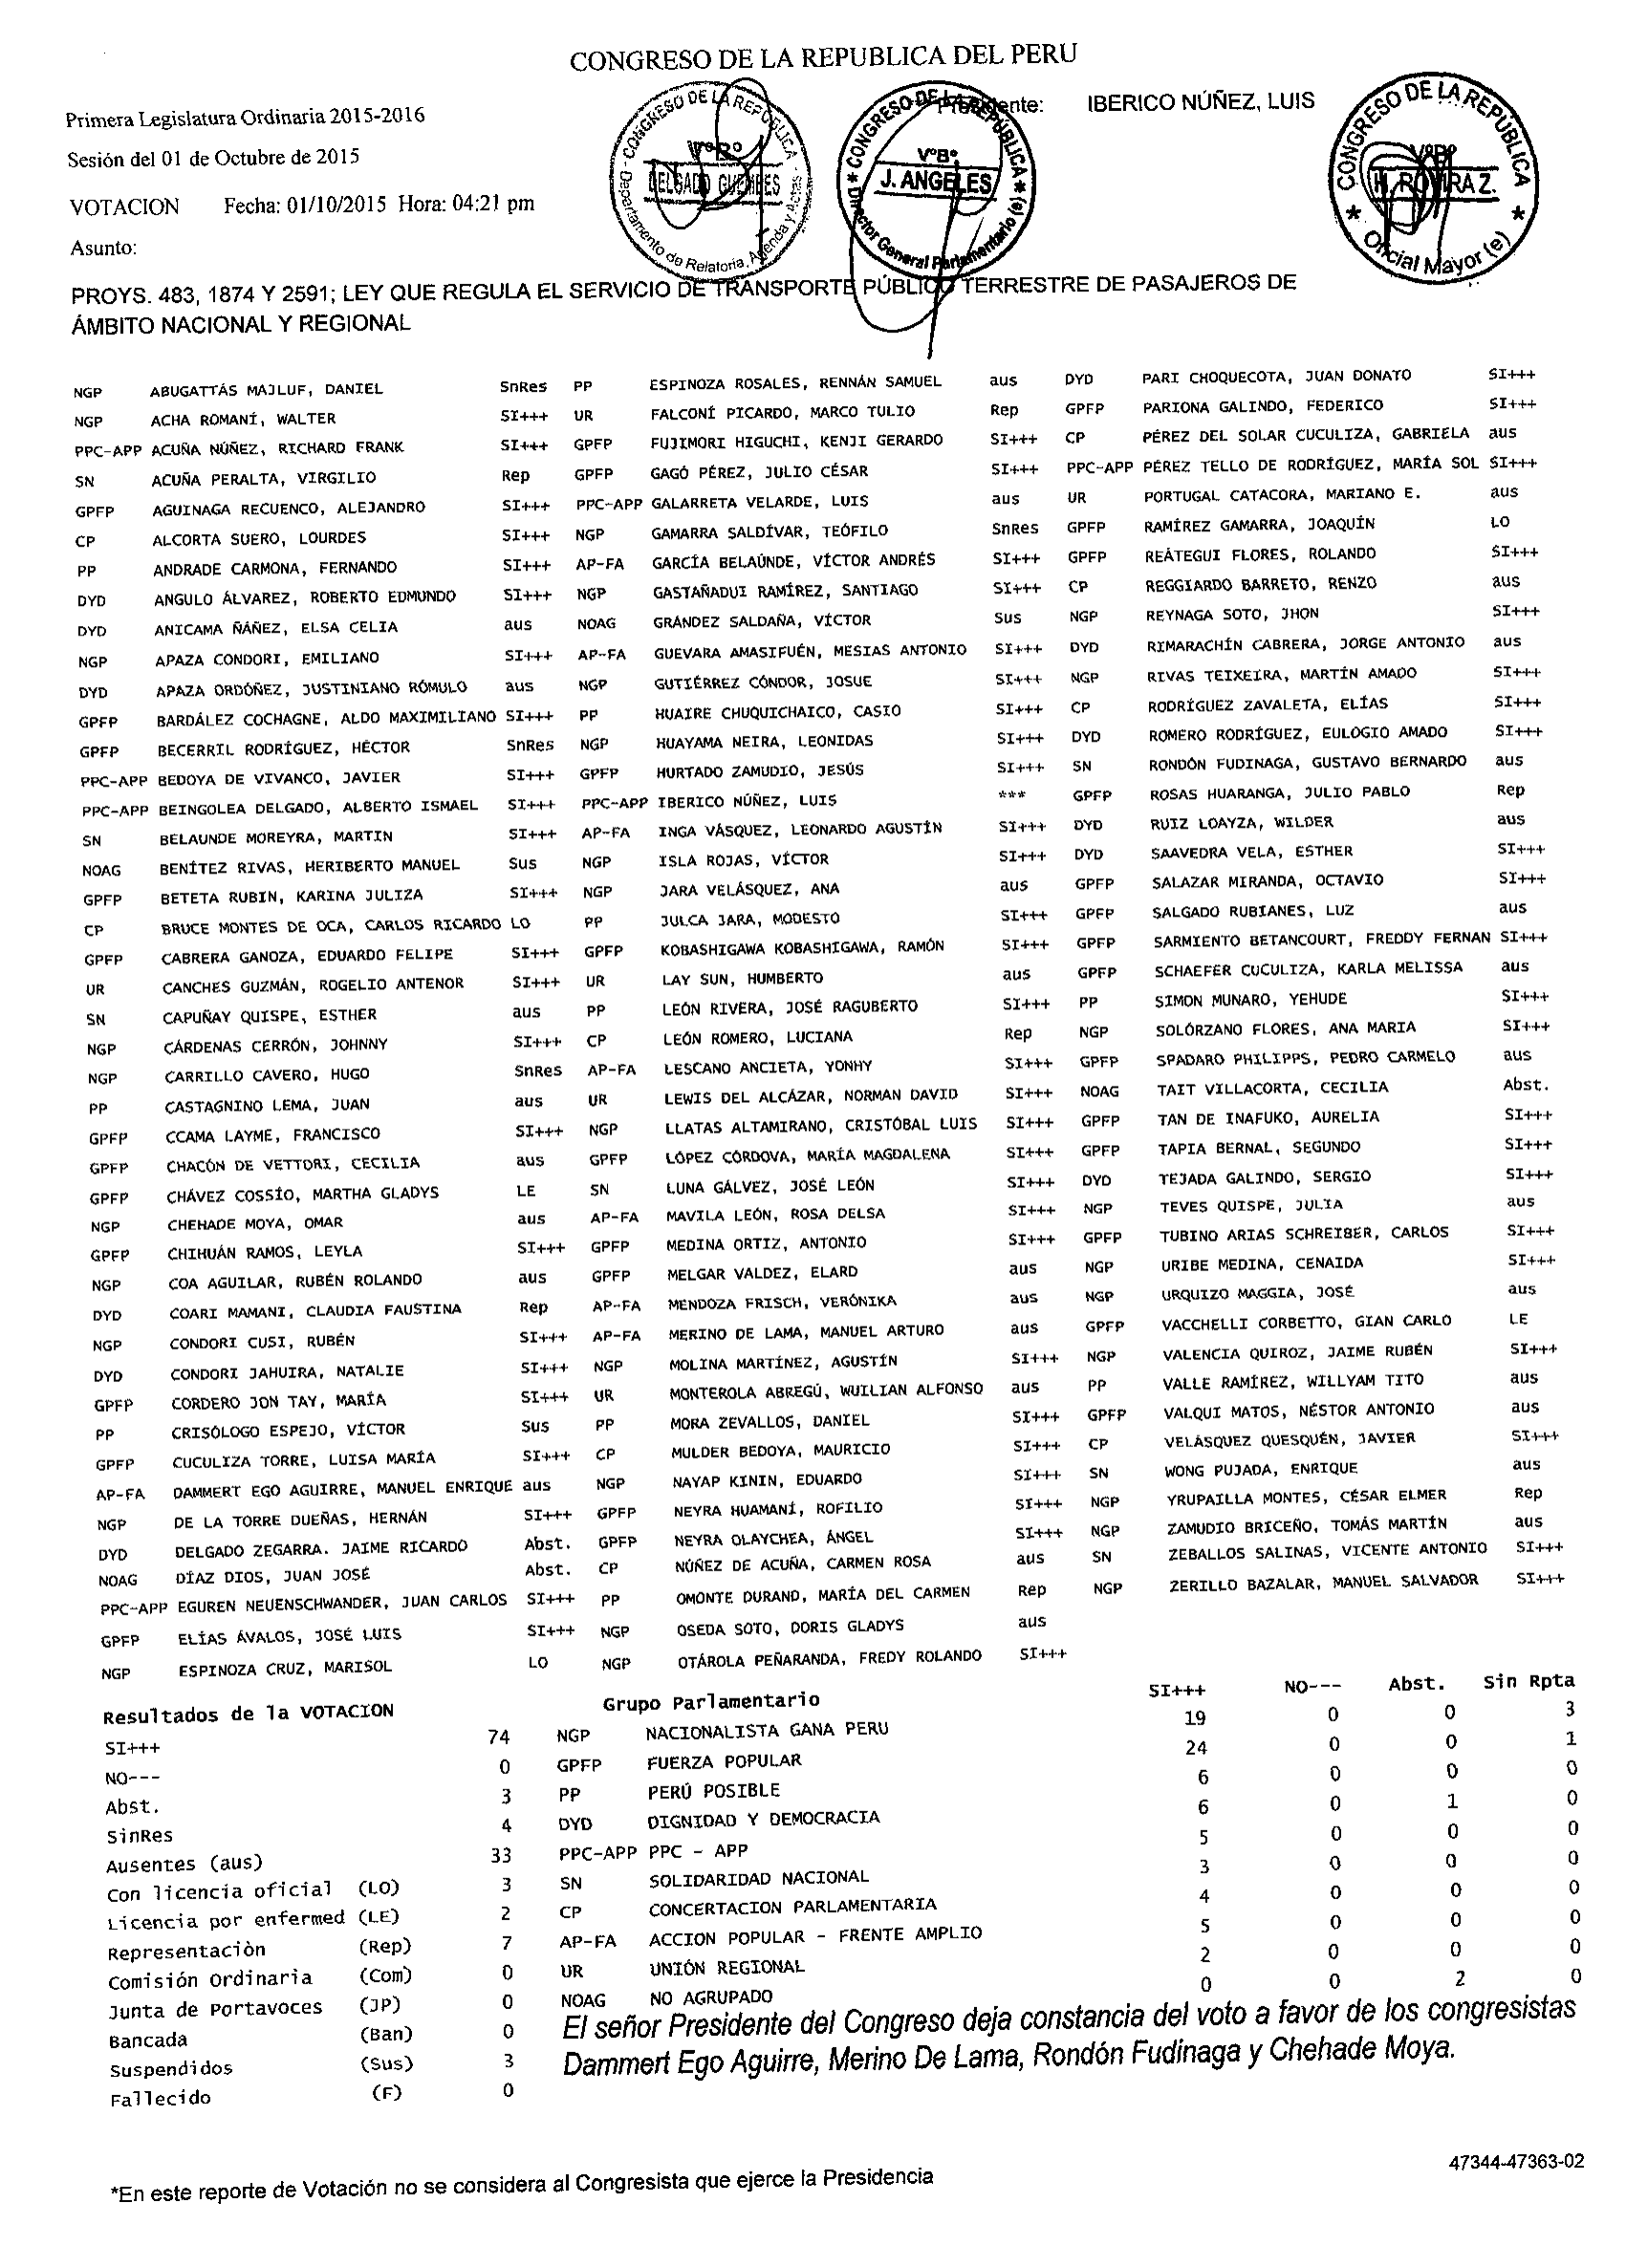 CONGRESO DE LA REPUBLICA DEL PERU
Primera Legislatura Ordinaria 2015-2016
Presidente: IBERICO NÚÑEZ, LUIS
Sesión del 01 de Octubre de 2015
VOTACION Fecha: 01/10/2015 Hora: 04:21 pm
Asunto:
CONGRESO DE LA REPUBLICA - Departamento de Relatoría, Agenda y Actas - VºBº DELGADO GUEMBES
CONGRESO DE LA REPÚBLICA * Director General Parlamentario (e) * VºBº J. ANGELES
CONGRESO DE LA REPÚBLICA * Oficial Mayor (e) * VºBº H. ROVIRA Z.
PROYS. 483, 1874 Y 2591; LEY QUE REGULA EL SERVICIO DE TRANSPORTE PÚBLICO TERRESTRE DE PASAJEROS DE
ÁMBITO NACIONAL Y REGIONAL
NGP ABUGATTÁS MAJLUF, DANIEL SnRes PP ESPINOZA ROSALES, RENNÁN SAMUEL aus DYD PARI CHOQUECOTA, JUAN DONATO SI+++
NGP ACHA ROMANÍ, WALTER SI+++ UR FALCONÍ PICARDO, MARCO TULIO Rep GPFP PARIONA GALINDO, FEDERICO SI+++
PPC-APP ACUÑA NÚÑEZ, RICHARD FRANK SI+++ GPFP FUJIMORI HIGUCHI, KENJI GERARDO SI+++ CP PÉREZ DEL SOLAR CUCULIZA, GABRIELA aus
SN ACUÑA PERALTA, VIRGILIO Rep GPFP GAGÓ PÉREZ, JULIO CÉSAR SI+++ PPC-APP PÉREZ TELLO DE RODRÍGUEZ, MARÍA SOL SI+++
GPFP AGUINAGA RECUENCO, ALEJANDRO SI+++ PPC-APP GALARRETA VELARDE, LUIS aus UR PORTUGAL CATACORA, MARIANO E. aus
CP ALCORTA SUERO, LOURDES SI+++ NGP GAMARRA SALDÍVAR, TEÓFILO SnRes GPFP RAMÍREZ GAMARRA, JOAQUÍN LO
PP ANDRADE CARMONA, FERNANDO SI+++ AP-FA GARCÍA BELAÚNDE, VÍCTOR ANDRÉS SI+++ GPFP REÁTEGUI FLORES, ROLANDO SI+++
DYD ANGULO ÁLVAREZ, ROBERTO EDMUNDO SI+++ NGP GASTAÑADUI RAMÍREZ, SANTIAGO SI+++ CP REGGIARDO BARRETO, RENZO aus
DYD ANICAMA ÑÁÑEZ, ELSA CELIA aus NOAG GRÁNDEZ SALDAÑA, VÍCTOR Sus NGP REYNAGA SOTO, JHON SI+++
NGP APAZA CONDORI, EMILIANO SI+++ AP-FA GUEVARA AMASIFUÉN, MESIAS ANTONIO SI+++ DYD RIMARACHÍN CABRERA, JORGE ANTONIO aus
DYD APAZA ORDÓÑEZ, JUSTINIANO RÓMULO aus NGP GUTIÉRREZ CÓNDOR, JOSUE SI+++ NGP RIVAS TEIXEIRA, MARTÍN AMADO SI+++
GPFP BARDÁLEZ COCHAGNE, ALDO MAXIMILIANO SI+++ PP HUAIRE CHUQUICHAICO, CASIO SI+++ CP RODRÍGUEZ ZAVALETA, ELÍAS SI+++
GPFP BECERRIL RODRÍGUEZ, HÉCTOR SnRes NGP HUAYAMA NEIRA, LEONIDAS SI+++ DYD ROMERO RODRÍGUEZ, EULOGIO AMADO SI+++
PPC-APP BEDOYA DE VIVANCO, JAVIER SI+++ GPFP HURTADO ZAMUDIO, JESÚS SI+++ SN RONDÓN FUDINAGA, GUSTAVO BERNARDO aus
PPC-APP BEINGOLEA DELGADO, ALBERTO ISMAEL SI+++ PPC-APP IBERICO NÚÑEZ, LUIS *** GPFP ROSAS HUARANGA, JULIO PABLO Rep
SN BELAUNDE MOREYRA, MARTIN SI+++ AP-FA INGA VÁSQUEZ, LEONARDO AGUSTÍN SI+++ DYD RUIZ LOAYZA, WILDER aus
NOAG BENÍTEZ RIVAS, HERIBERTO MANUEL Sus NGP ISLA ROJAS, VÍCTOR SI+++ DYD SAAVEDRA VELA, ESTHER SI+++
GPFP BETETA RUBIN, KARINA JULIZA SI+++ NGP JARA VELÁSQUEZ, ANA aus GPFP SALAZAR MIRANDA, OCTAVIO SI+++
CP BRUCE MONTES DE OCA, CARLOS RICARDO LO PP JULCA JARA, MODESTO SI+++ GPFP SALGADO RUBIANES, LUZ aus
GPFP CABRERA GANOZA, EDUARDO FELIPE SI+++ GPFP KOBASHIGAWA KOBASHIGAWA, RAMÓN SI+++ GPFP SARMIENTO BETANCOURT, FREDDY FERNAN SI+++
UR CANCHES GUZMÁN, ROGELIO ANTENOR SI+++ UR LAY SUN, HUMBERTO aus GPFP SCHAEFER CUCULIZA, KARLA MELISSA aus
SN CAPUÑAY QUISPE, ESTHER aus PP LEÓN RIVERA, JOSÉ RAGUBERTO SI+++ PP SIMON MUNARO, YEHUDE SI+++
NGP CÁRDENAS CERRÓN, JOHNNY SI+++ CP LEÓN ROMERO, LUCIANA Rep NGP SOLÓRZANO FLORES, ANA MARIA SI+++
NGP CARRILLO CAVERO, HUGO SnRes AP-FA LESCANO ANCIETA, YONHY SI+++ GPFP SPADARO PHILIPPS, PEDRO CARMELO aus
PP CASTAGNINO LEMA, JUAN aus UR LEWIS DEL ALCÁZAR, NORMAN DAVID SI+++ NOAG TAIT VILLACORTA, CECILIA Abst.
GPFP CCAMA LAYME, FRANCISCO SI+++ NGP LLATAS ALTAMIRANO, CRISTÓBAL LUIS SI+++ GPFP TAN DE INAFUKO, AURELIA SI+++
GPFP CHACÓN DE VETTORI, CECILIA aus GPFP LÓPEZ CÓRDOVA, MARÍA MAGDALENA SI+++ GPFP TAPIA BERNAL, SEGUNDO SI+++
GPFP CHÁVEZ COSSÍO, MARTHA GLADYS LE SN LUNA GÁLVEZ, JOSÉ LEÓN SI+++ DYD TEJADA GALINDO, SERGIO SI+++
NGP CHEHADE MOYA, OMAR aus AP-FA MAVILA LEÓN, ROSA DELSA SI+++ NGP TEVES QUISPE, JULIA aus
GPFP CHIHUÁN RAMOS, LEYLA SI+++ GPFP MEDINA ORTIZ, ANTONIO SI+++ GPFP TUBINO ARIAS SCHREIBER, CARLOS SI+++
NGP COA AGUILAR, RUBÉN ROLANDO aus GPFP MELGAR VALDEZ, ELARD aus NGP URIBE MEDINA, CENAIDA SI+++
DYD COARI MAMANI, CLAUDIA FAUSTINA Rep AP-FA MENDOZA FRISCH, VERÓNIKA aus NGP URQUIZO MAGGIA, JOSÉ aus
NGP CONDORI CUSI, RUBÉN SI+++ AP-FA MERINO DE LAMA, MANUEL ARTURO aus GPFP VACCHELLI CORBETTO, GIAN CARLO LE
DYD CONDORI JAHUIRA, NATALIE SI+++ NGP MOLINA MARTÍNEZ, AGUSTÍN SI+++ NGP VALENCIA QUIROZ, JAIME RUBÉN SI+++
GPFP CORDERO JON TAY, MARÍA SI+++ UR MONTEROLA ABREGÚ, WUILIAN ALFONSO aus PP VALLE RAMÍREZ, WILLYAM TITO aus
PP CRISÓLOGO ESPEJO, VÍCTOR Sus PP MORA ZEVALLOS, DANIEL SI+++ GPFP VALQUI MATOS, NÉSTOR ANTONIO aus
GPFP CUCULIZA TORRE, LUISA MARÍA SI+++ CP MULDER BEDOYA, MAURICIO SI+++ CP VELÁSQUEZ QUESQUÉN, JAVIER SI+++
AP-FA DAMMERT EGO AGUIRRE, MANUEL ENRIQUE aus NGP NAYAP KININ, EDUARDO SI+++ SN WONG PUJADA, ENRIQUE aus
NGP DE LA TORRE DUEÑAS, HERNÁN SI+++ GPFP NEYRA HUAMANÍ, ROFILIO SI+++ NGP YRUPAILLA MONTES, CÉSAR ELMER Rep
DYD DELGADO ZEGARRA. JAIME RICARDO Abst. GPFP NEYRA OLAYCHEA, ÁNGEL SI+++ NGP ZAMUDIO BRICEÑO, TOMÁS MARTÍN aus
NOAG DÍAZ DIOS, JUAN JOSÉ Abst. CP NÚÑEZ DE ACUÑA, CARMEN ROSA aus SN ZEBALLOS SALINAS, VICENTE ANTONIO SI+++
PPC-APP EGUREN NEUENSCHWANDER, JUAN CARLOS SI+++ PP OMONTE DURAND, MARÍA DEL CARMEN Rep NGP ZERILLO BAZALAR, MANUEL SALVADOR SI+++
GPFP ELÍAS ÁVALOS, JOSÉ LUIS SI+++ NGP OSEDA SOTO, DORIS GLADYS aus
NGP ESPINOZA CRUZ, MARISOL LO NGP OTÁROLA PEÑARANDA, FREDY ROLANDO SI+++
Resultados de la VOTACION Grupo Parlamentario SI+++ NO--- Abst. Sin Rpta
SI+++ 74 NGP NACIONALISTA GANA PERU 19 0 0 3
NO--- 0 GPFP FUERZA POPULAR 24 0 0 1
Abst. 3 PP PERÚ POSIBLE 6 0 0 0
SinRes 4 DYD DIGNIDAD Y DEMOCRACIA 6 0 1 0
Ausentes (aus) 33 PPC-APP PPC - APP 5 0 0 0
Con licencia oficial (LO) 3 SN SOLIDARIDAD NACIONAL 3 0 0 0
Licencia por enfermed (LE) 2 CP CONCERTACION PARLAMENTARIA 4 0 0 0
Representación (Rep) 7 AP-FA ACCION POPULAR - FRENTE AMPLIO 5 0 0 0
Comisión Ordinaria (Com) 0 UR UNIÓN REGIONAL 2 0 0 0
Junta de Portavoces (JP) 0 NOAG NO AGRUPADO 0 0 2 0
Bancada (Ban) 0
Suspendidos (Sus) 3
Fallecido (F) 0
El señor Presidente del Congreso deja constancia del voto a favor de los congresistas
Dammert Ego Aguirre, Merino De Lama, Rondón Fudinaga y Chehade Moya.
47344-47363-02
*En este reporte de Votación no se considera al Congresista que ejerce la Presidencia